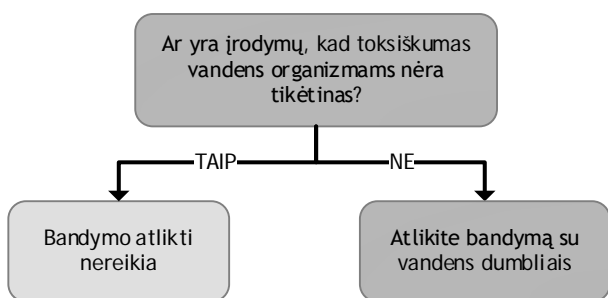 Ar yra įrodymų, kad toksiškumas
vandens organizmams nėra
tikėtinas?
TAIP
NE
Bandymo atlikti
nereikia
Atlikite bandymą su
vandens dumbliais